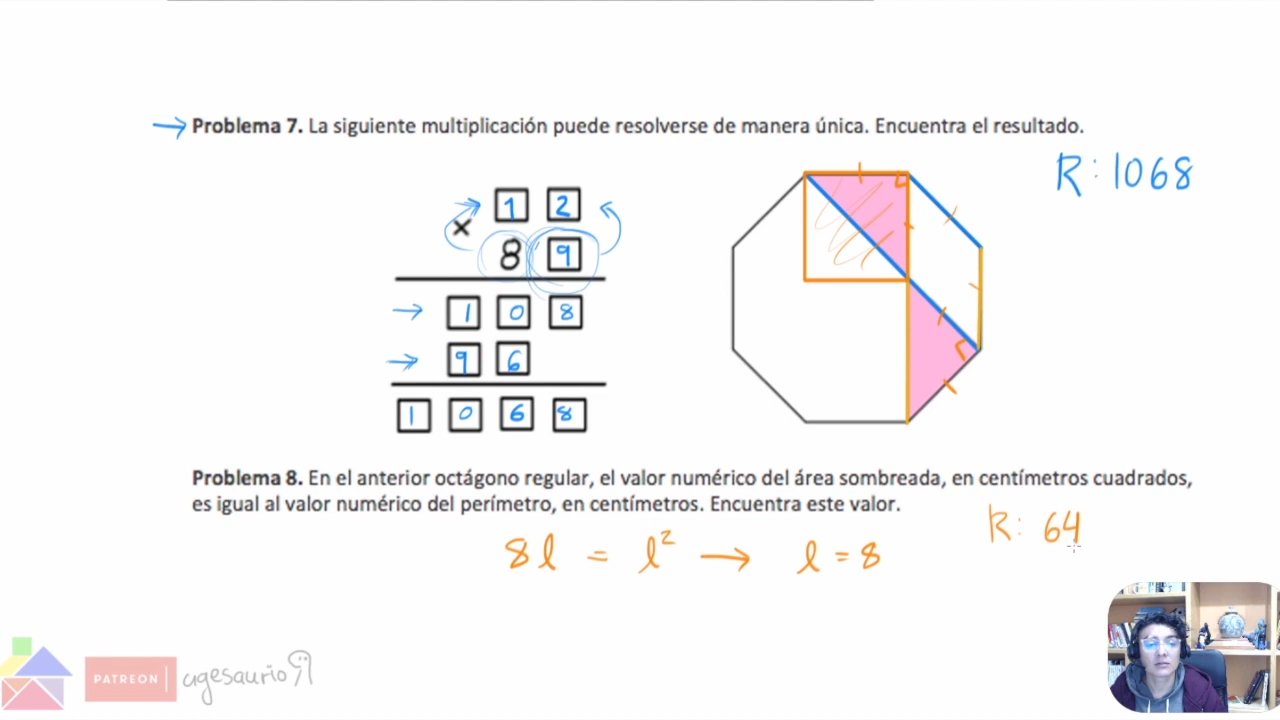 Problema 7. La siguiente multiplicación puede resolverse de manera única. Encuentra el resultado.
R: 1068
1 2
×
8 9
1 0 8
9 6
1 0 6 8
Problema 8. En el anterior octágono regular, el valor numérico del área sombreada, en centímetros cuadrados,
es igual al valor numérico del perímetro, en centímetros. Encuentra este valor.
R: 64
8l = l² → l = 8
PATREON | ugesaurio